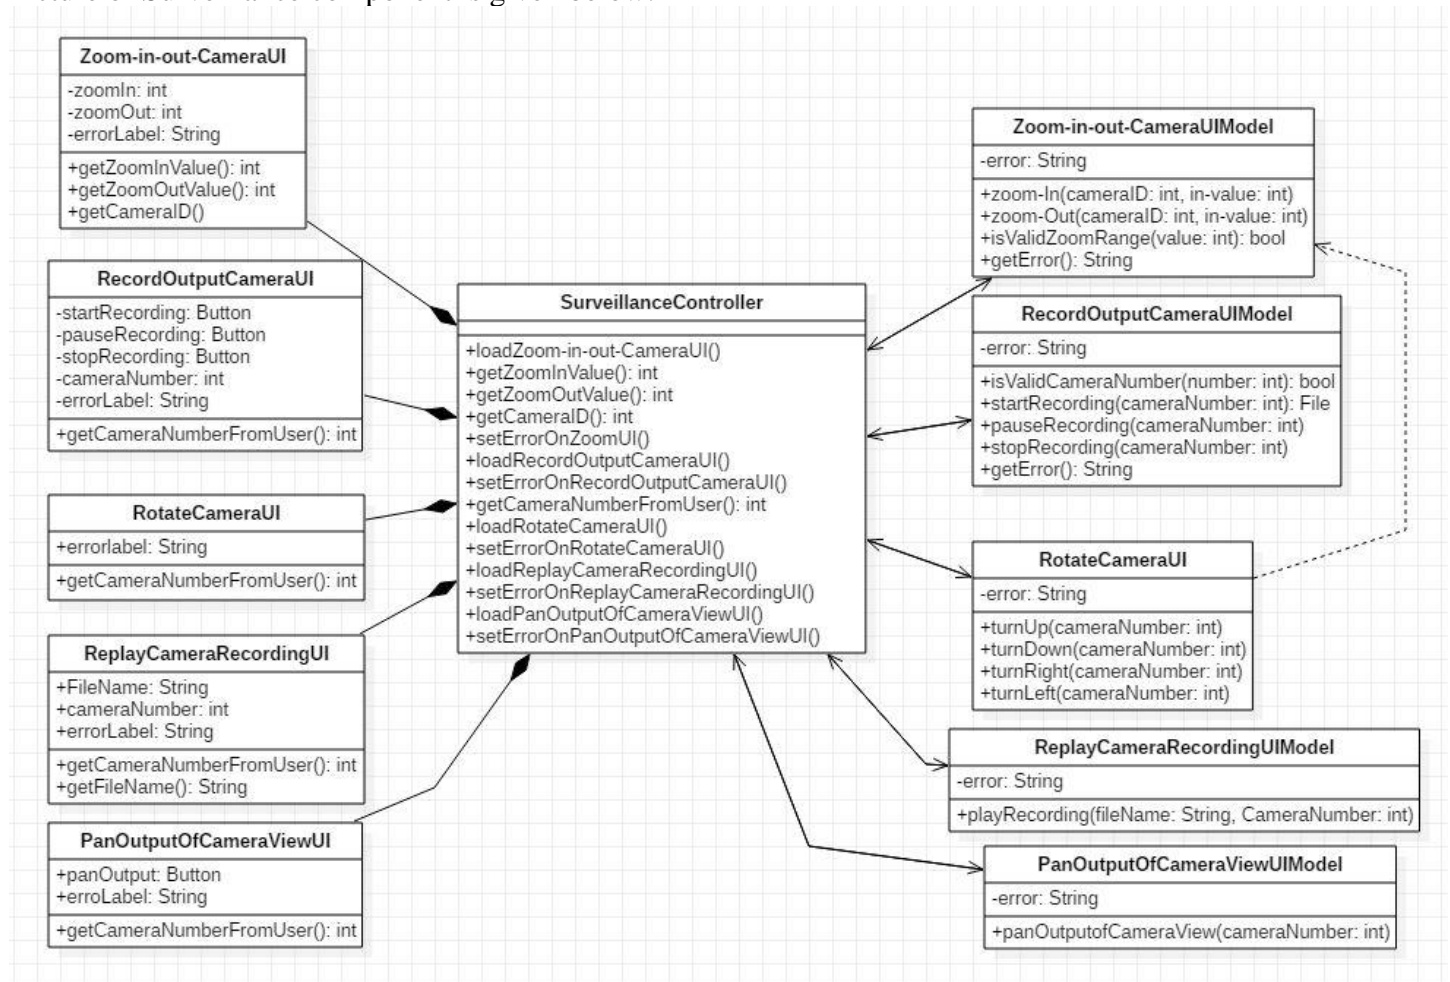 Zoom-in-out-CameraUI
-zoomIn: int
-zoomOut: int
-errorLabel: String
+getZoomInValue(): int
+getZoomOutValue(): int
+getCameraID()
RecordOutputCameraUI
-startRecording: Button
-pauseRecording: Button
-stopRecording: Button
-cameraNumber: int
-errorLabel: String
+getCameraNumberFromUser(): int
RotateCameraUI
+errorlabel: String
+getCameraNumberFromUser(): int
ReplayCameraRecordingUI
+FileName: String
+cameraNumber: int
+errorLabel: String
+getCameraNumberFromUser(): int
+getFileName(): String
PanOutputOfCameraViewUI
+panOutput: Button
+erroLabel: String
+getCameraNumberFromUser(): int
SurveillanceController
+loadZoom-in-out-CameraUI()
+getZoomInValue(): int
+getZoomOutValue(): int
+getCameraID(): int
+setErrorOnZoomUI()
+loadRecordOutputCameraUI()
+setErrorOnRecordOutputCameraUI()
+getCameraNumberFromUser(): int
+loadRotateCameraUI()
+setErrorOnRotateCameraUI()
+loadReplayCameraRecordingUI()
+setErrorOnReplayCameraRecordingUI()
+loadPanOutputOfCameraViewUI()
+setErrorOnPanOutputOfCameraViewUI()
Zoom-in-out-CameraUIModel
-error: String
+zoom-In(cameraID: int, in-value: int)
+zoom-Out(cameraID: int, in-value: int)
+isValidZoomRange(value: int): bool
+getError(): String
RecordOutputCameraUIModel
-error: String
+isValidCameraNumber(number: int): bool
+startRecording(cameraNumber: int): File
+pauseRecording(cameraNumber: int)
+stopRecording(cameraNumber: int)
+getError(): String
RotateCameraUI
-error: String
+turnUp(cameraNumber: int)
+turnDown(cameraNumber: int)
+turnRight(cameraNumber: int)
+turnLeft(cameraNumber: int)
ReplayCameraRecordingUIModel
-error: String
+playRecording(fileName: String, CameraNumber: int)
PanOutputOfCameraViewUIModel
-error: String
+panOutputofCameraView(cameraNumber: int)